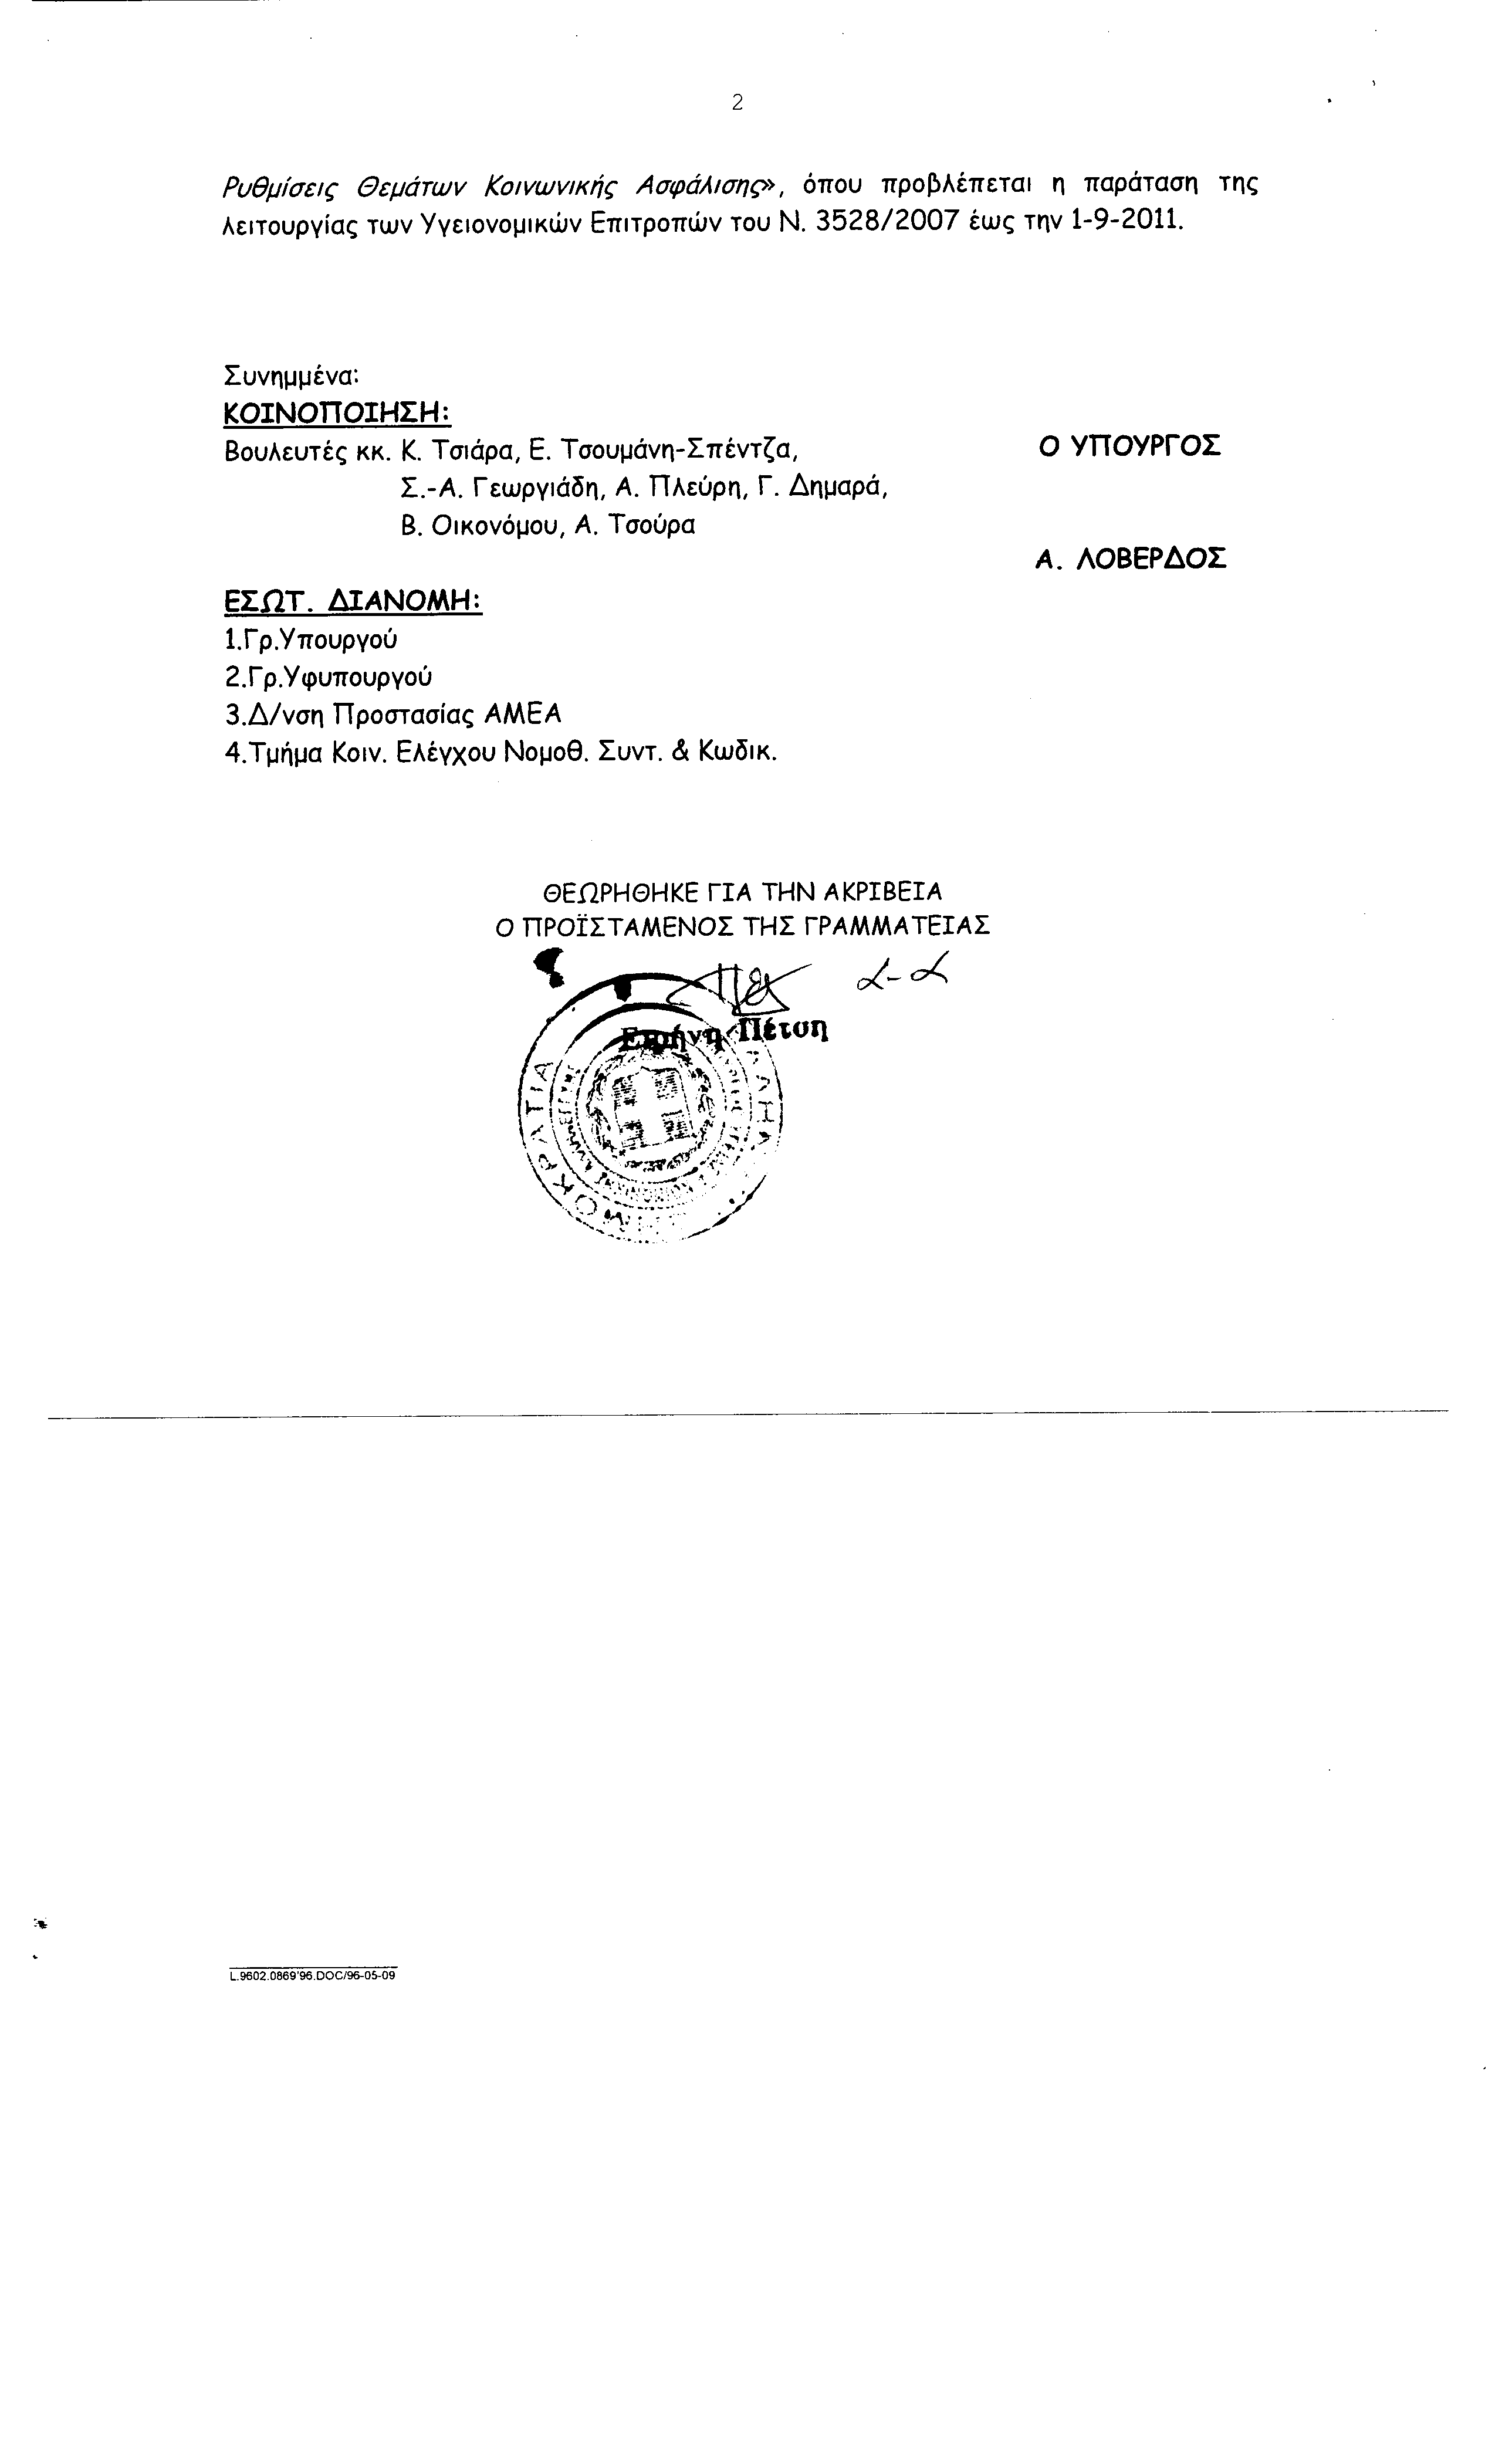 2
Ρυθμίσεις Θεμάτων Κοινωνικής Ασφάλισης», όπου προβλέπεται η παράταση της
λειτουργίας των Υγειονομικών Επιτροπών του Ν. 3528/2007 έως την 1-9-2011.
Συνημμένα:
ΚΟΙΝΟΠΟΙΗΣΗ:
Βουλευτές κκ. Κ. Τσιάρα, Ε. Τσουμάνη-Σπέντζα,
Σ.-Α. Γεωργιάδη, Α. Πλεύρη, Γ. Δημαρά,
Β. Οικονόμου, Α. Τσούρα
Ο ΥΠΟΥΡΓΟΣ
Α. ΛΟΒΕΡΔΟΣ
ΕΣΩΤ. ΔΙΑΝΟΜΗ:
1.Γρ.Υπουργού
2.Γρ.Υφυπουργού
3.Δ/νση Προστασίας ΑΜΕΑ
4.Τμήμα Κοιν. Ελέγχου Νομοθ. Συντ. & Κωδικ.
ΘΕΩΡΗΘΗΚΕ ΓΙΑ ΤΗΝ ΑΚΡΙΒΕΙΑ
Ο ΠΡΟΪΣΤΑΜΕΝΟΣ ΤΗΣ ΓΡΑΜΜΑΤΕΙΑΣ
α-α
Ειρήνη Πέτση
L.9602.0869'96.DOC/96-05-09